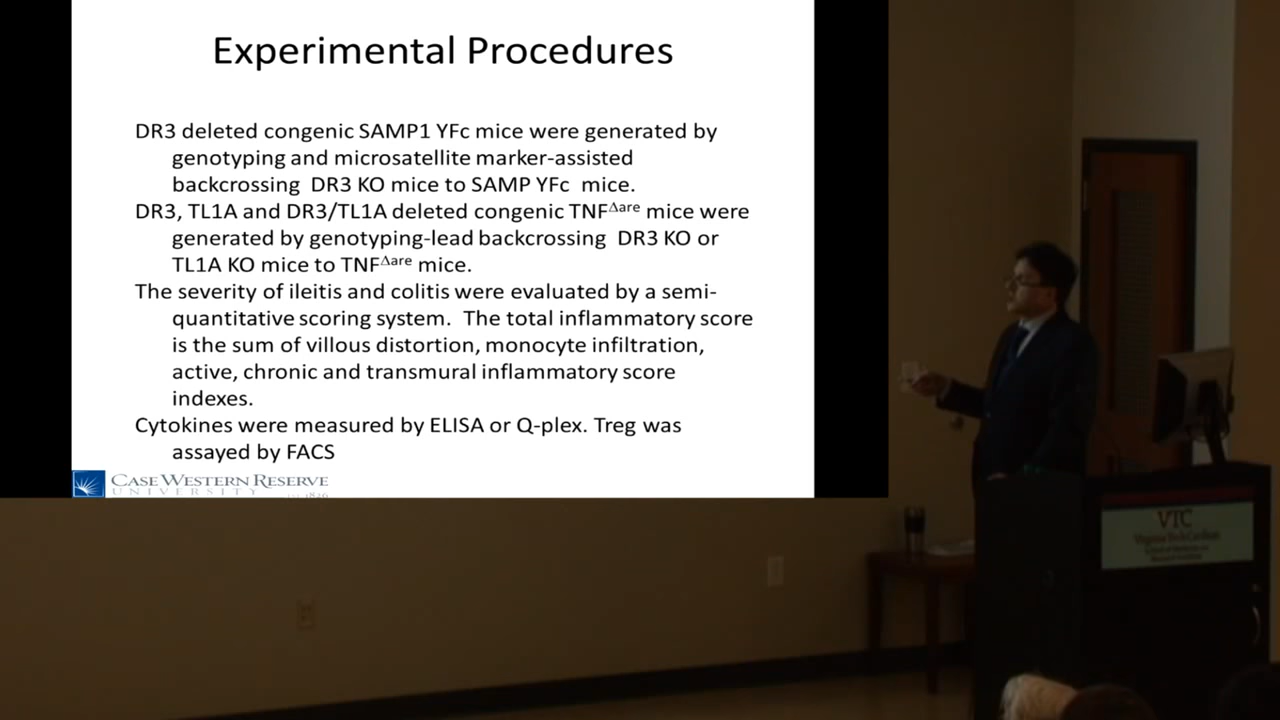 Experimental Procedures
DR3 deleted congenic SAMP1 YFc mice were generated by
genotyping and microsatellite marker-assisted
backcrossing DR3 KO mice to SAMP YFc mice.
DR3, TL1A and DR3/TL1A deleted congenic TNF^Δare mice were
generated by genotyping-lead backcrossing DR3 KO or
TL1A KO mice to TNF^Δare mice.
The severity of ileitis and colitis were evaluated by a semi-
quantitative scoring system. The total inflammatory score
is the sum of villous distortion, monocyte infiltration,
active, chronic and transmural inflammatory score
indexes.
Cytokines were measured by ELISA or Q-plex. Treg was
assayed by FACS
CASE WESTERN RESERVE
UNIVERSITY
VTC
Virginia Tech Carilion